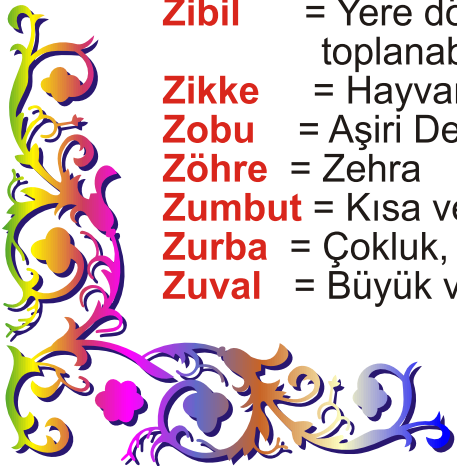 Zibil = Yere dö
toplanab
Zikke = Hayvan
Zobu = Aşiri De
Zöhre = Zehra
Zumbut = Kısa ve
Zurba = Çokluk,
Zuval = Büyük v